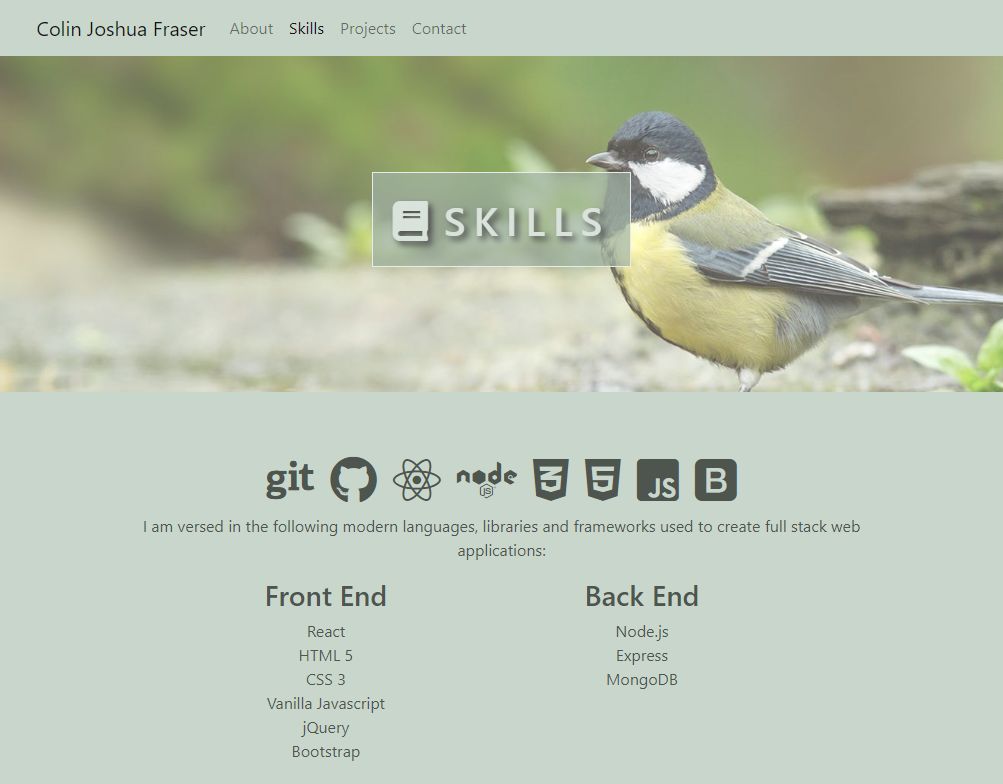 Colin Joshua Fraser About Skills Projects Contact
SKILLS
git node JS 3 5 JS B
I am versed in the following modern languages, libraries and frameworks used to create full stack web
applications:
Front End Back End
React Node.js
HTML 5 Express
CSS 3 MongoDB
Vanilla Javascript
jQuery
Bootstrap